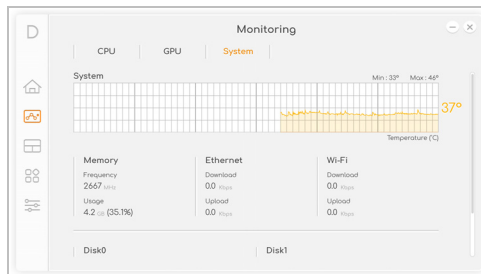 D
Monitoring
CPU GPU System
System Min : 33° Max : 46°
37°
Temperature (℃)
Memory Ethernet Wi-Fi
Frequency Download Download
2667 MHz 0.0 Kbps 0.0 Kbps
Usage Upload Upload
4.2 GB (35.1%) 0.0 Kbps 0.0 Kbps
Disk0 Disk1